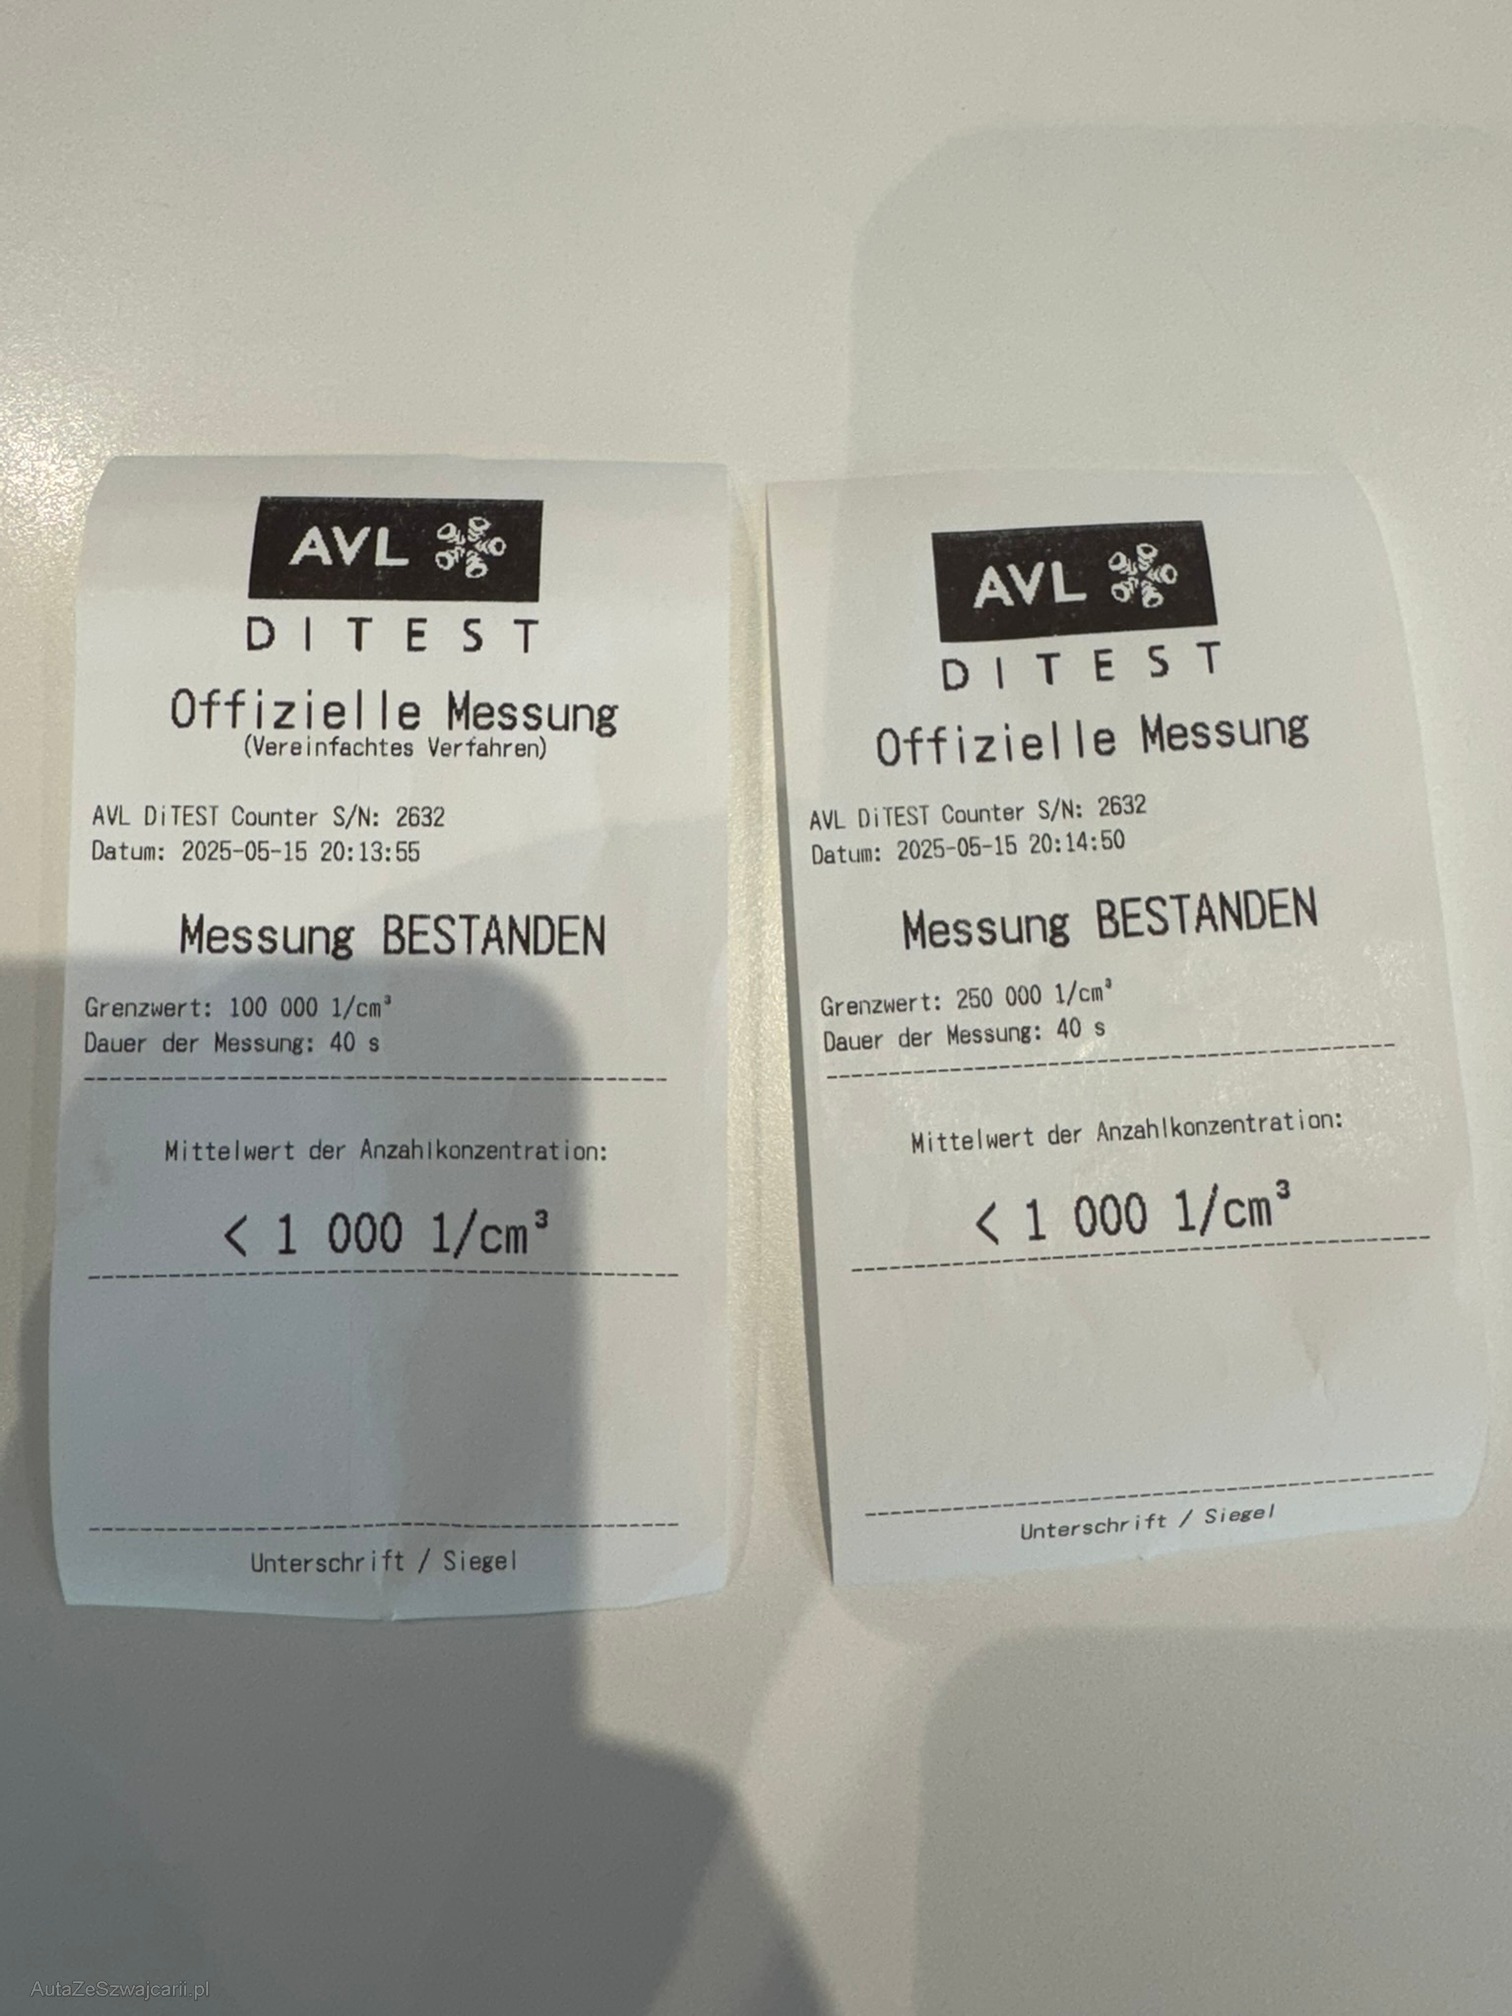 AVL
DITEST
Offizielle Messung
(Vereinfachtes Verfahren)
AVL DiTEST Counter S/N: 2632
Datum: 2025-05-15 20:13:55
Messung BESTANDEN
Grenzwert: 100 000 1/cm³
Dauer der Messung: 40 s
Mittelwert der Anzahlkonzentration:
< 1 000 1/cm³
Unterschrift / Siegel
AVL
DITEST
Offizielle Messung
AVL DiTEST Counter S/N: 2632
Datum: 2025-05-15 20:14:50
Messung BESTANDEN
Grenzwert: 250 000 1/cm³
Dauer der Messung: 40 s
Mittelwert der Anzahlkonzentration:
< 1 000 1/cm³
Unterschrift / Siegel
AutaZeSzwajcarii.pl